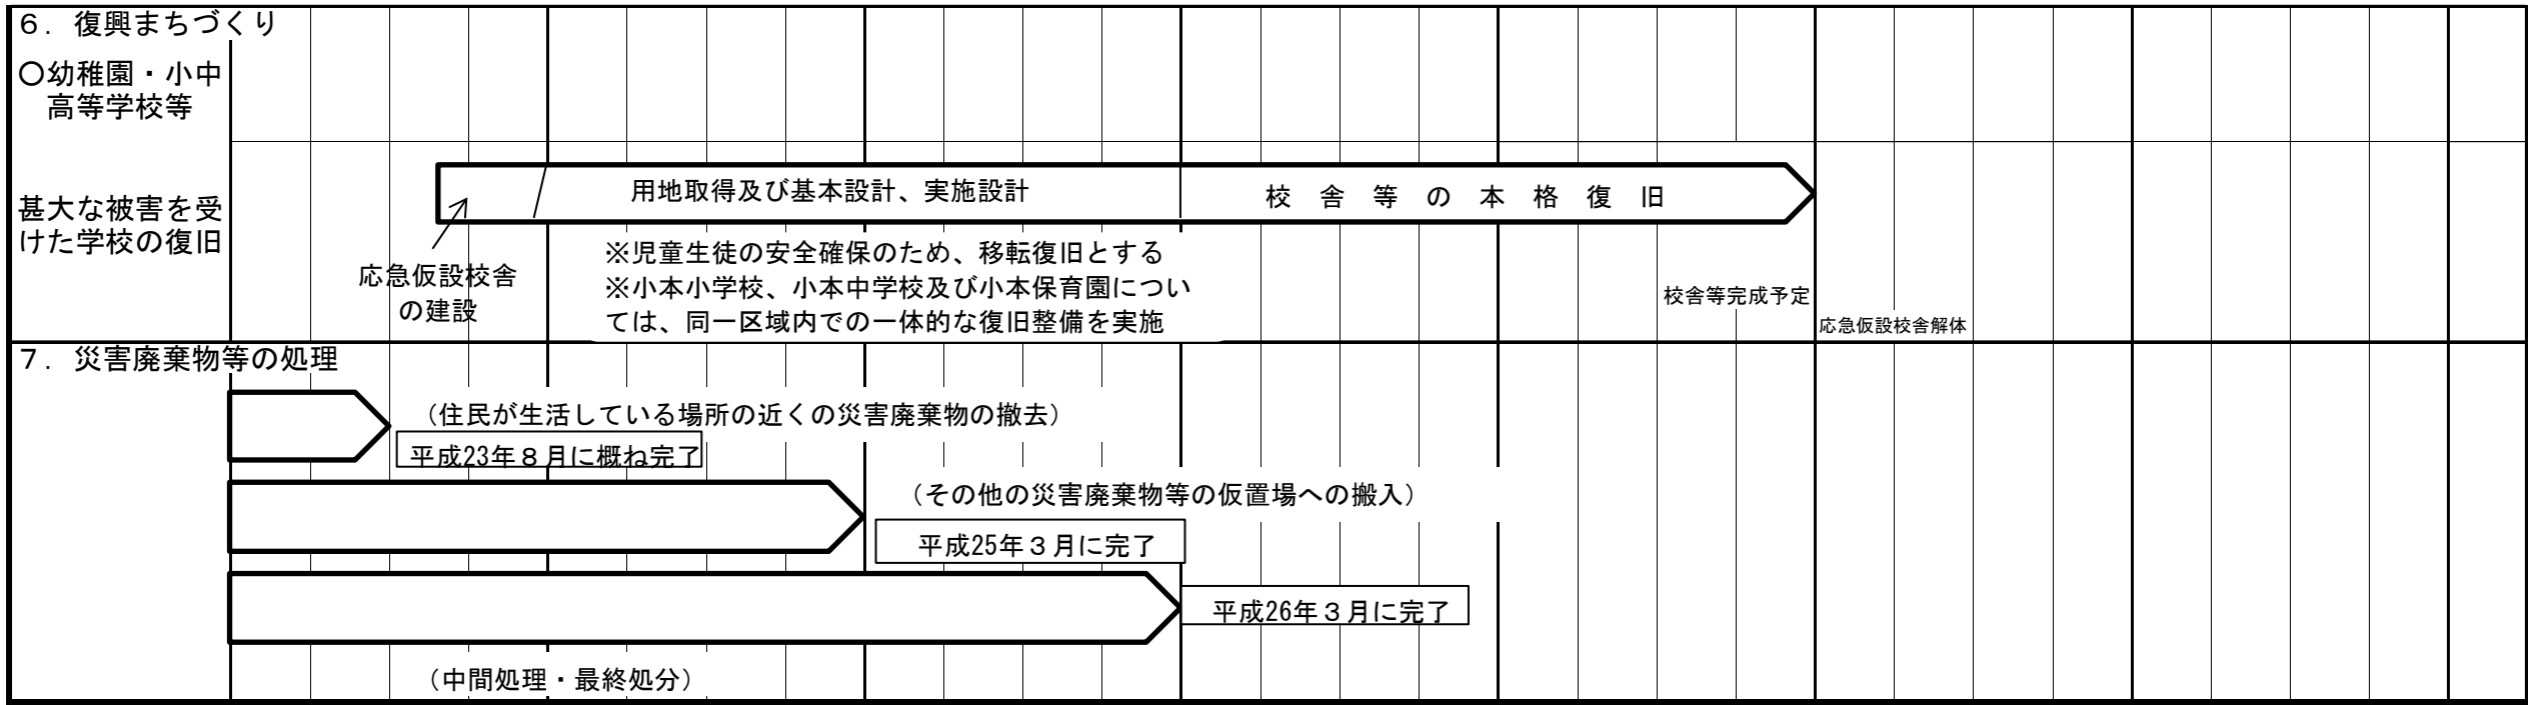 ６．復興まちづくり
〇幼稚園・小中
高等学校等
甚大な被害を受
けた学校の復旧
用地取得及び基本設計、実施設計
校舎等の本格復旧
応急仮設校舎
の建設
※児童生徒の安全確保のため、移転復旧とする
※小本小学校、小本中学校及び小本保育園につい
ては、同一区域内での一体的な復旧整備を実施
校舎等完成予定
応急仮設校舎解体
７．災害廃棄物等の処理
（住民が生活している場所の近くの災害廃棄物の撤去）
平成23年８月に概ね完了
（その他の災害廃棄物等の仮置場への搬入）
平成25年３月に完了
平成26年３月に完了
（中間処理・最終処分）